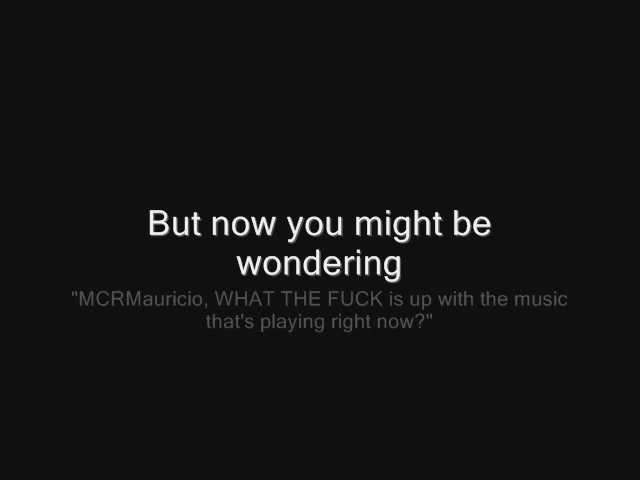 But now you might be
wondering
"MCRMauricio, WHAT THE FUCK is up with the music
that's playing right now?"